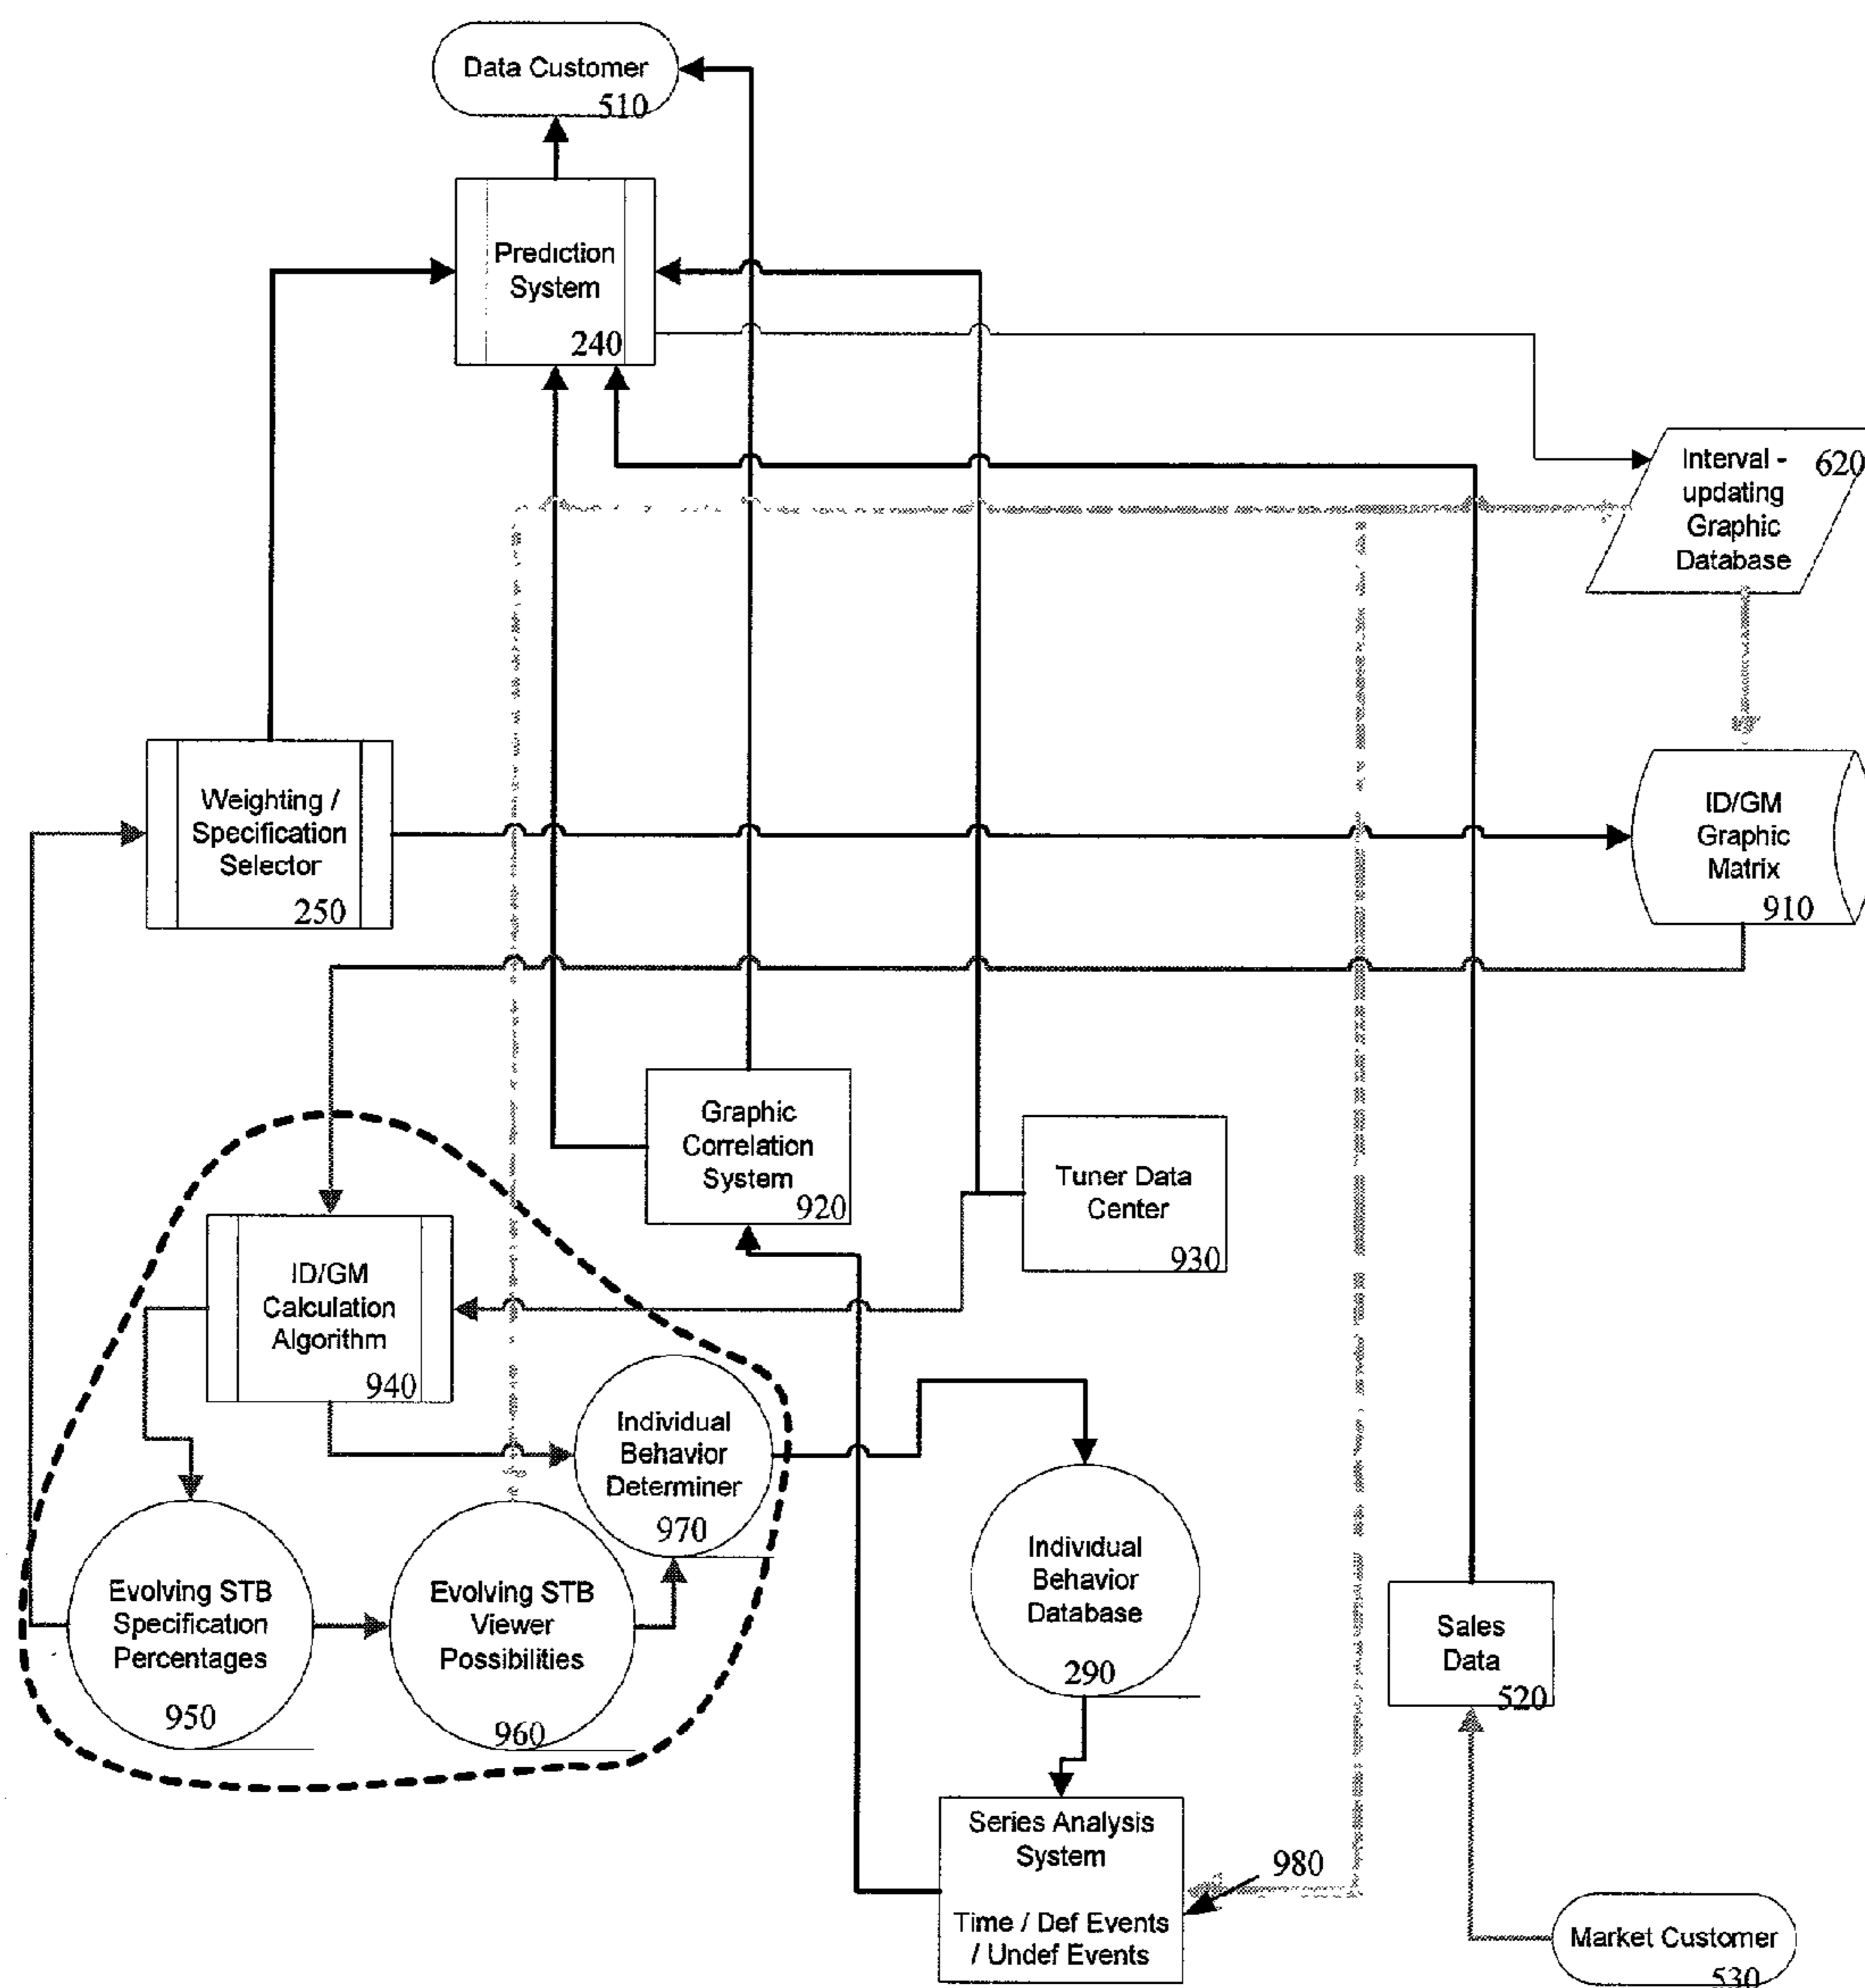 Data Customer
510
Prediction
System
240
Interval -
updating
Graphic
Database
620
Weighting /
Specification
Selector
250
ID/GM
Graphic
Matrix
910
Graphic
Correlation
System
920
Tuner Data
Center
930
ID/GM
Calculation
Algorithm
940
Individual
Behavior
Determiner
970
Evolving STB
Specification
Percentages
950
Evolving STB
Viewer
Possibilities
960
Individual
Behavior
Database
290
Sales
Data
520
Series Analysis
System
Time / Def Events
/ Undef Events
980
Market Customer
530